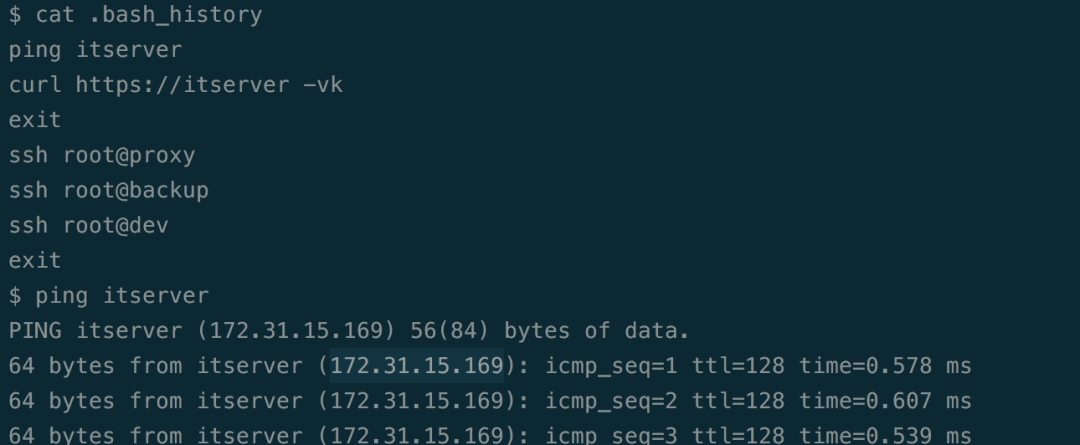 $ cat .bash_history
ping itserver
curl https://itserver -vk
exit
ssh root@proxy
ssh root@backup
ssh root@dev
exit
$ ping itserver
PING itserver (172.31.15.169) 56(84) bytes of data.
64 bytes from itserver (172.31.15.169): icmp_seq=1 ttl=128 time=0.578 ms
64 bytes from itserver (172.31.15.169): icmp_seq=2 ttl=128 time=0.607 ms
64 bytes from itserver (172.31.15.169): icmp_seq=3 ttl=128 time=0.539 ms